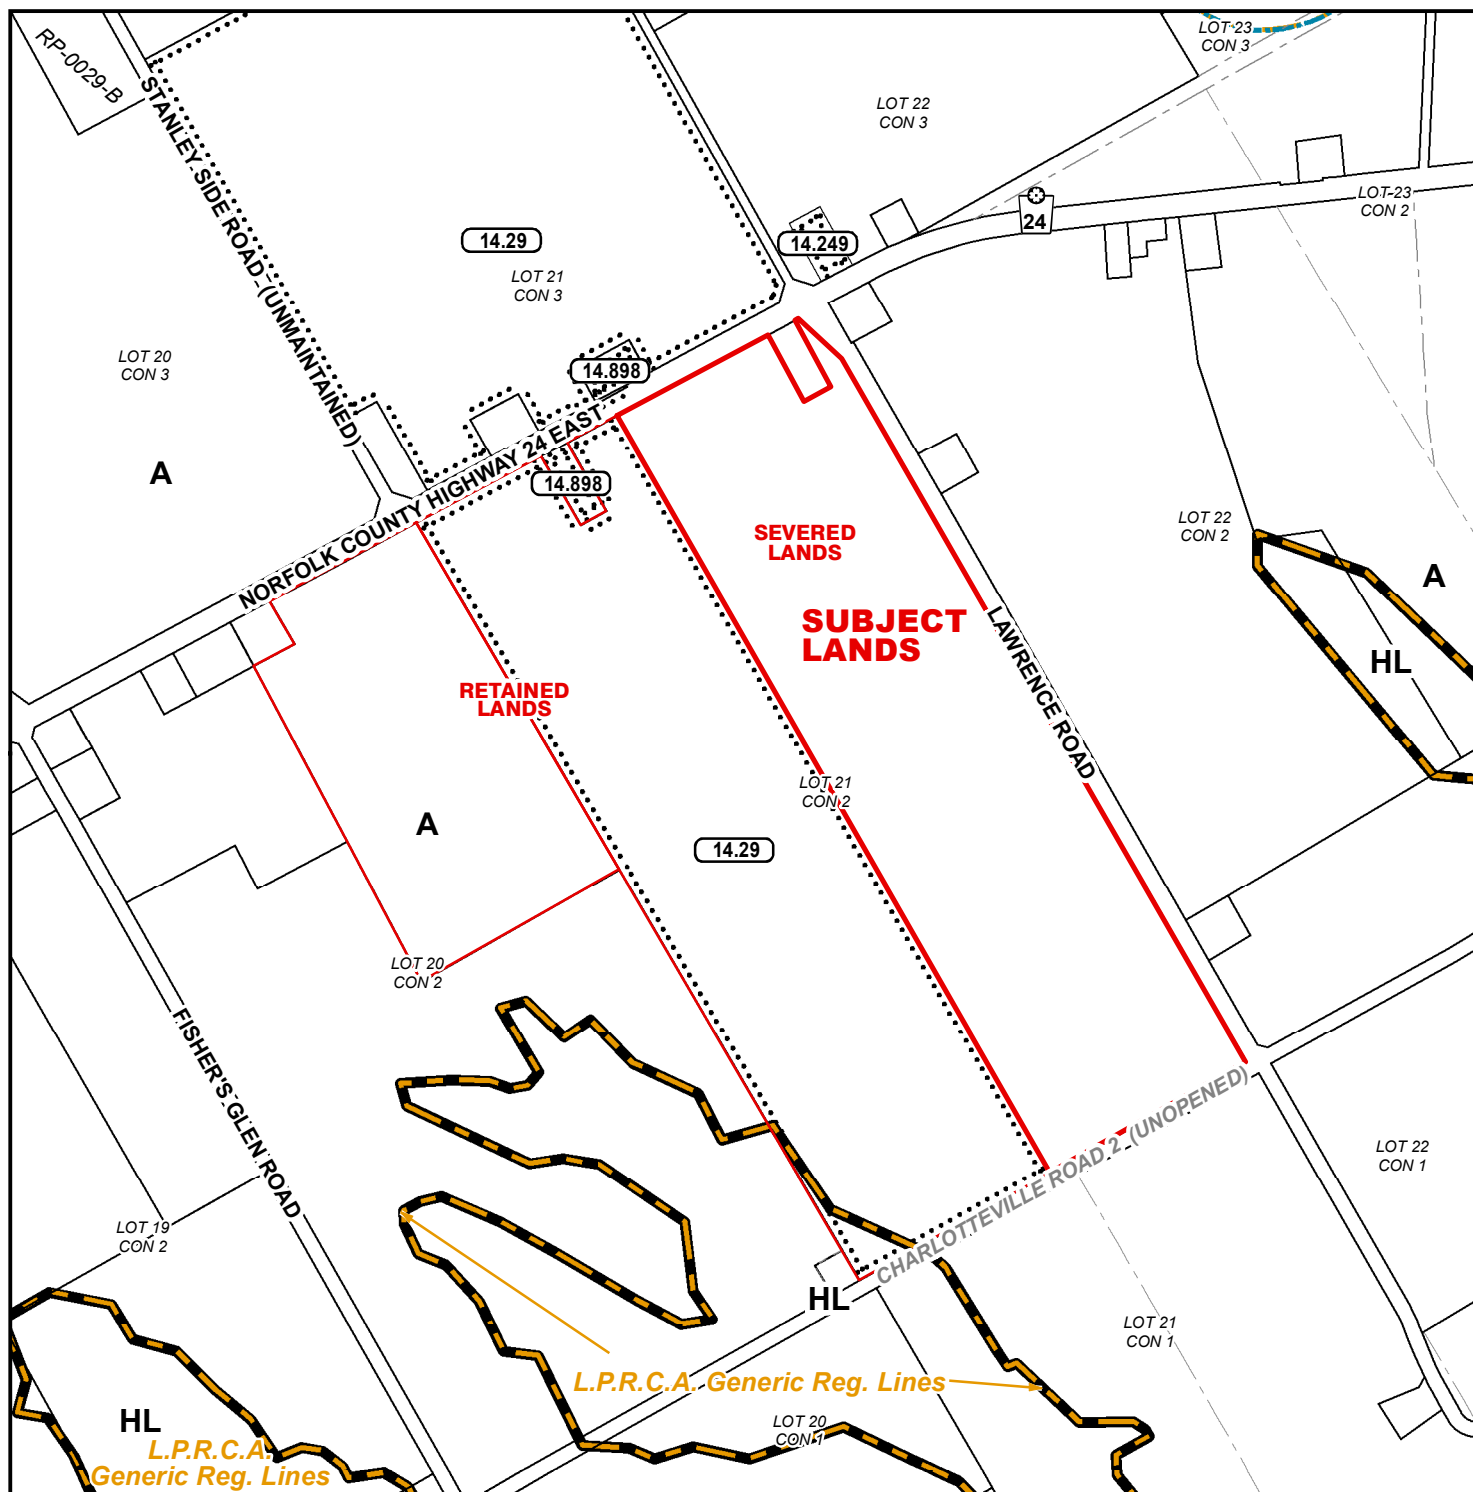 RP-0029-B
LOT 23
CON 3
STANLEY SIDE ROAD (UNMAINTAINED)
LOT 22
CON 3
24
LOT 23
CON 2
14.29
14.249
LOT 21
CON 3
LOT 20
CON 3
14.898
A
NORFOLK COUNTY HIGHWAY 24 EAST
14.898
SEVERED
LANDS
LOT 22
CON 2
A
SUBJECT
LANDS
HL
LAWRENCE ROAD
RETAINED
LANDS
LOT 21
CON 2
A
14.29
LOT 20
CON 2
FISHER'S GLEN ROAD
CHARLOTTEVILLE ROAD 2 (UNOPENED)
LOT 22
CON 1
LOT 19
CON 2
HL
LOT 21
CON 1
L.P.R.C.A. Generic Reg. Lines
HL
LOT 20
CON 1
L.P.R.C.A.
Generic Reg. Lines